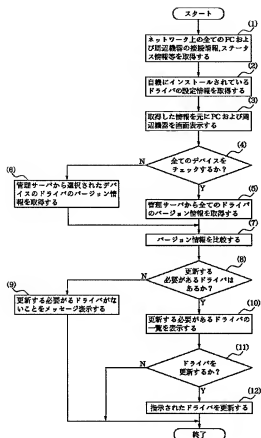 スタート
(1)
ネットワーク上の全てのPCおよ
び周辺機器の接続情報、ステータ
ス情報等を取得する
(2)
自機にインストールされている
ドライバの設定情報を取得する
(3)
取得した情報を元にPCおよび周
辺機器を画面表示する
(4)
全てのデバイスを
チェックするか?
N
Y
(6)
管理サーバから選択されたデバ
イスのドライバのバージョン情
報を取得する
(5)
管理サーバから全てのドライバ
のバージョン情報を取得する
(7)
バージョン情報を比較する
(8)
更新する
必要があるドライバは
あるか?
N
Y
(9)
更新する必要があるドライバがな
いことをメッセージ表示する
(10)
更新する必要があるドライバの
一覧を表示する
(11)
ドライバを
更新するか?
N
Y
(12)
指示されたドライバを更新する
終了